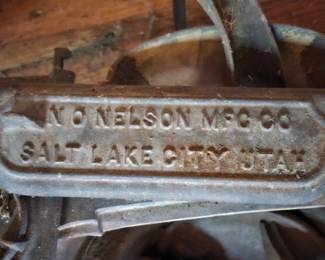 N O NELSON MFG CO
SALT LAKE CITY UTAH